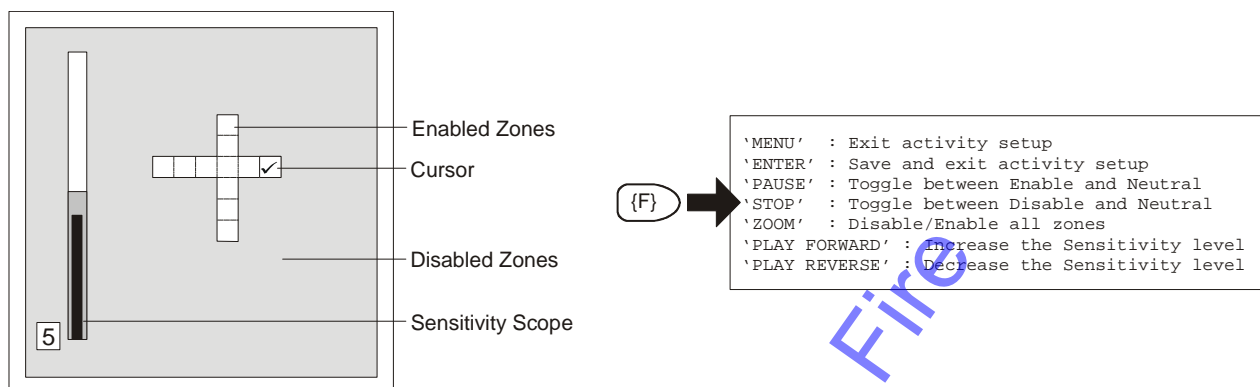 Enabled Zones
Cursor
Disabled Zones
Sensitivity Scope
5
{F}
‘MENU’ : Exit activity setup
‘ENTER’ : Save and exit activity setup
‘PAUSE’ : Toggle between Enable and Neutral
‘STOP’ : Toggle between Disable and Neutral
‘ZOOM’ : Disable/Enable all zones
‘PLAY FORWARD’ : Increase the Sensitivity level
‘PLAY REVERSE’ : Decrease the Sensitivity level
Fire